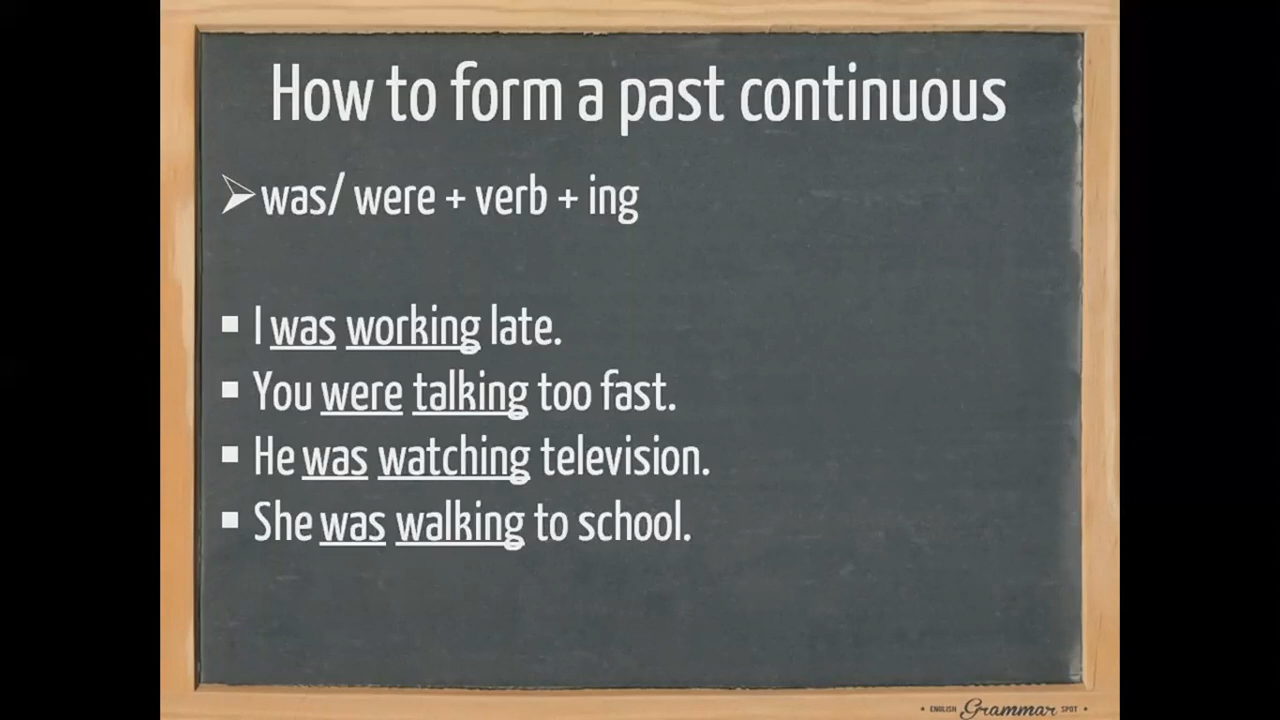 How to form a past continuous
➢was/ were + verb + ing
▪ I was working late.
▪ You were talking too fast.
▪ He was watching television.
▪ She was walking to school.
• ENGLISH Grammar SPOT •